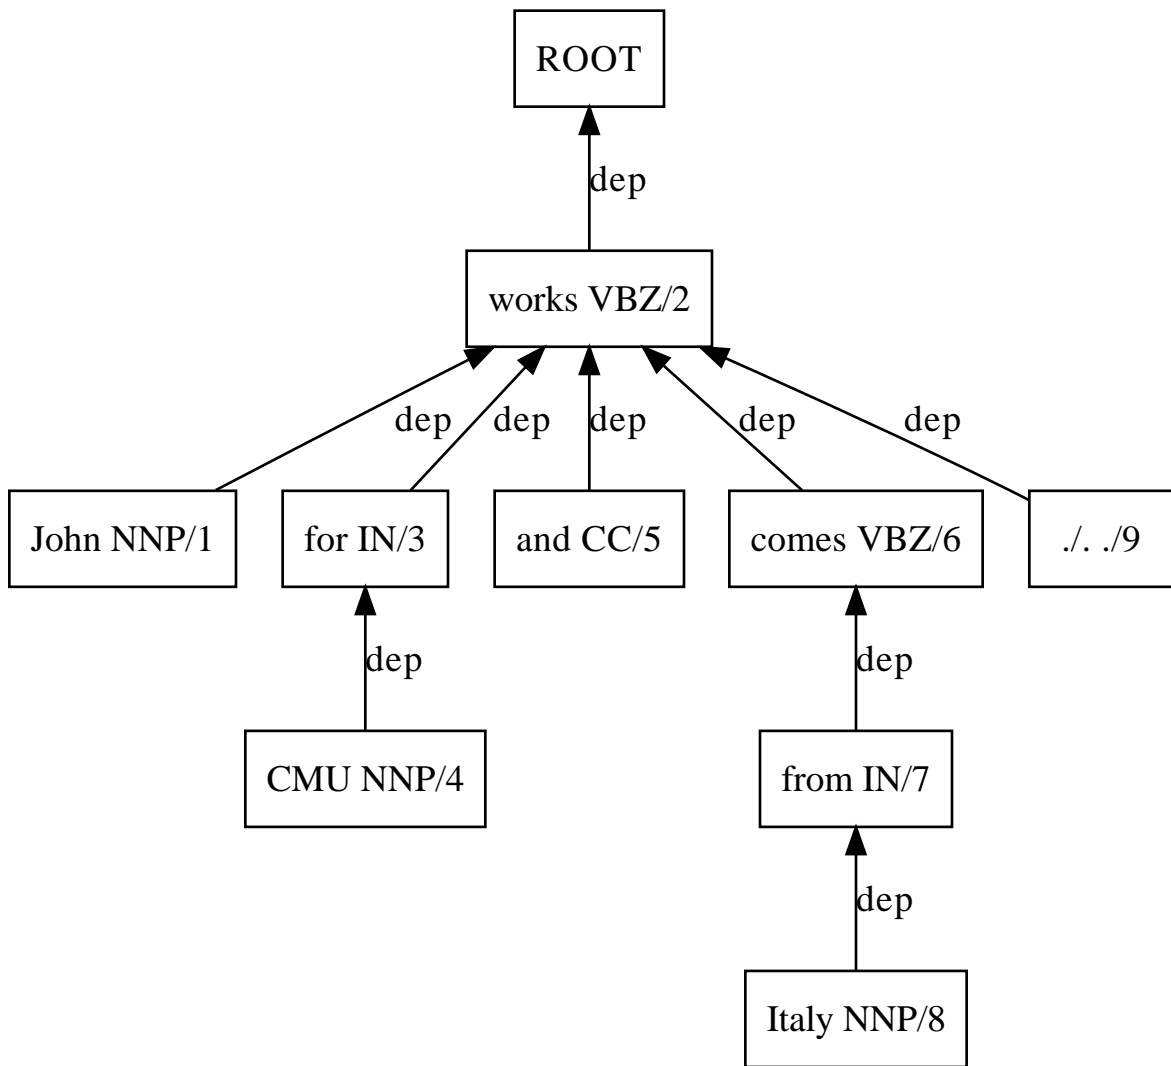 ROOT
dep
works VBZ/2
dep dep dep dep dep
John NNP/1 for IN/3 and CC/5 comes VBZ/6 ./. ./9
dep dep
CMU NNP/4 from IN/7
dep
Italy NNP/8